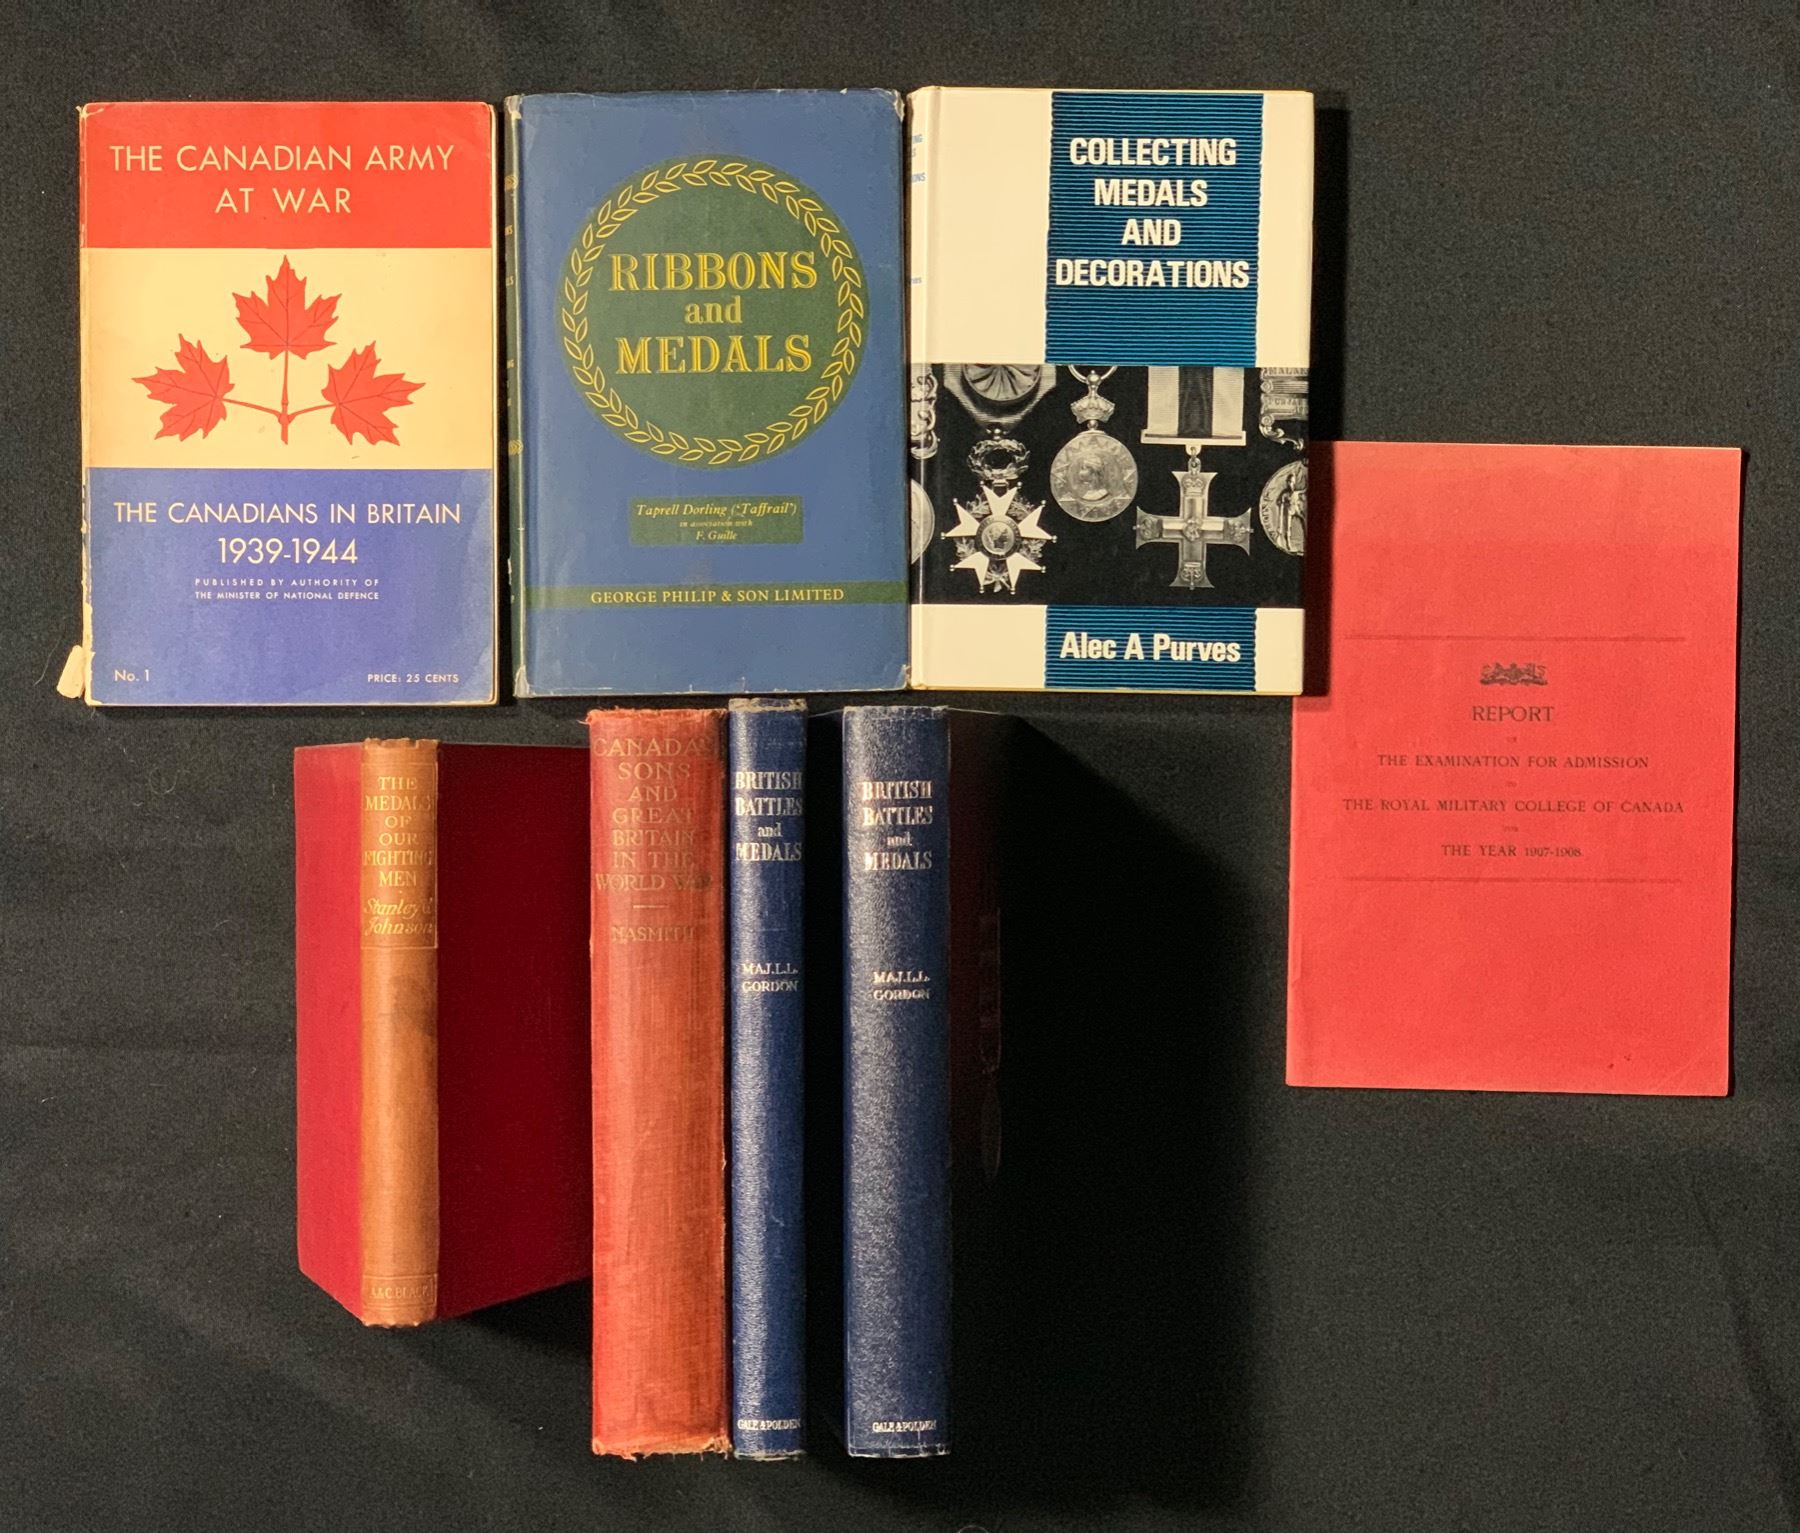 THE CANADIAN ARMY
AT WAR
THE CANADIANS IN BRITAIN
1939-1944
PUBLISHED BY AUTHORITY OF
THE MINISTER OF NATIONAL DEFENCE
No. 1
PRICE: 25 CENTS
RIBBONS
and
MEDALS
Taprell Dorling ('Taffrail')
in association with
F. Guille
GEORGE PHILIP & SON LIMITED
COLLECTING
MEDALS
AND
DECORATIONS
Alec A Purves
REPORT
THE EXAMINATION FOR ADMISSION
THE ROYAL MILITARY COLLEGE OF CANADA
THE YEAR 1907-1908
THE
MEDALS
OF
OUR
FIGHTING
MEN
Stanley C.
Johnson
A&C.BLACK
CANADA'S
SONS
AND
GREAT
BRITAIN
IN THE
WORLD WAR
NASMITH
BRITISH
BATTLES
and
MEDALS
MAJ.L.L.
GORDON
GALE & POLDEN
BRITISH
BATTLES
and
MEDALS
MAJ.L.L.
GORDON
GALE & POLDEN